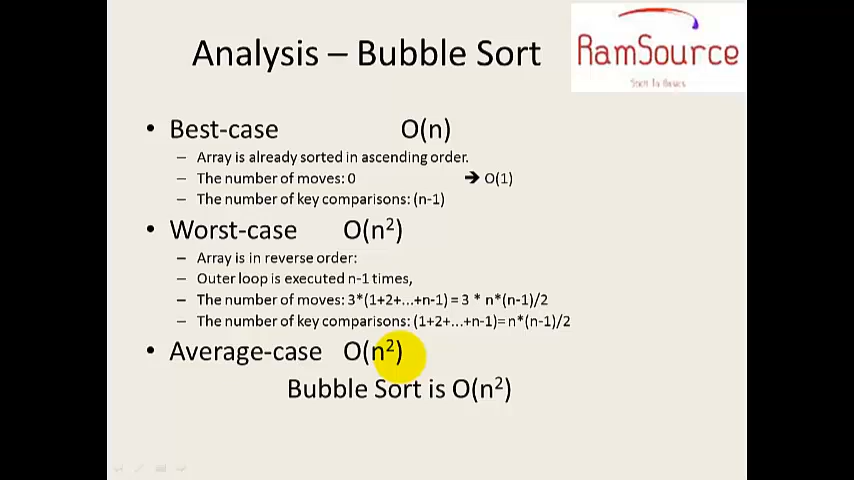 Analysis – Bubble Sort
RamSource
• Best-case O(n)
– Array is already sorted in ascending order.
– The number of moves: 0 ➔ O(1)
– The number of key comparisons: (n-1)
• Worst-case O(n²)
– Array is in reverse order:
– Outer loop is executed n-1 times,
– The number of moves: 3*(1+2+...+n-1) = 3 * n*(n-1)/2
– The number of key comparisons: (1+2+...+n-1)= n*(n-1)/2
• Average-case O(n²)
Bubble Sort is O(n²)